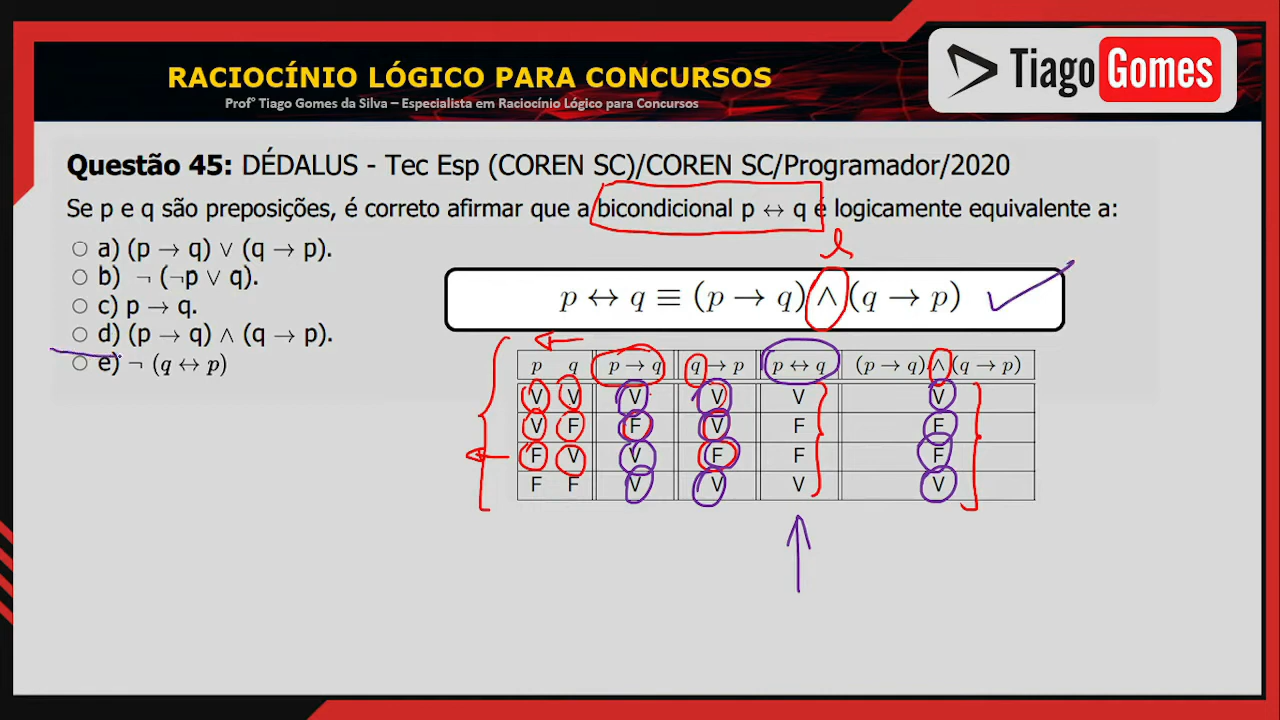 RACIOCÍNIO LÓGICO PARA CONCURSOS
Prof° Tiago Gomes da Silva – Especialista em Raciocínio Lógico para Concursos
Tiago Gomes
Questão 45: DÉDALUS - Tec Esp (COREN SC)/COREN SC/Programador/2020
Se p e q são preposições, é correto afirmar que a bicondicional p ↔ q é logicamente equivalente a:
a) (p → q) ∨ (q → p).
b) ¬ (¬p ∨ q).
c) p → q.
d) (p → q) ∧ (q → p).
e) ¬ (q ↔ p)
p ↔ q ≡ (p → q) ∧ (q → p)
p q p → q q → p p ↔ q (p → q) ∧ (q → p)
V V V V V V
V F F V F F
F V V F F F
F F V V V V